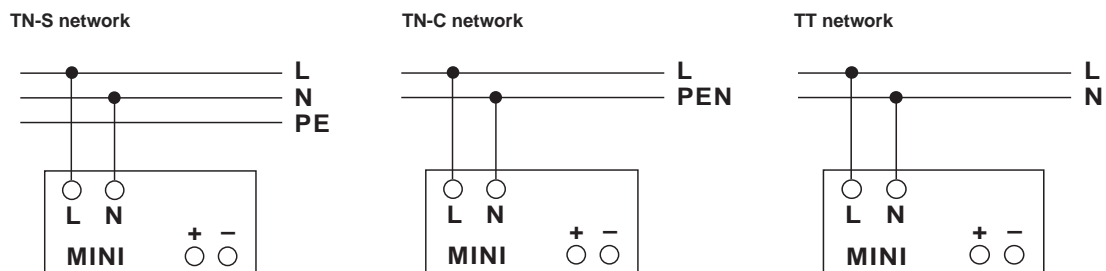 TN-S network
L
N
PE
L N
+ –
MINI
TN-C network
L
PEN
L N
+ –
MINI
TT network
L
N
L N
+ –
MINI